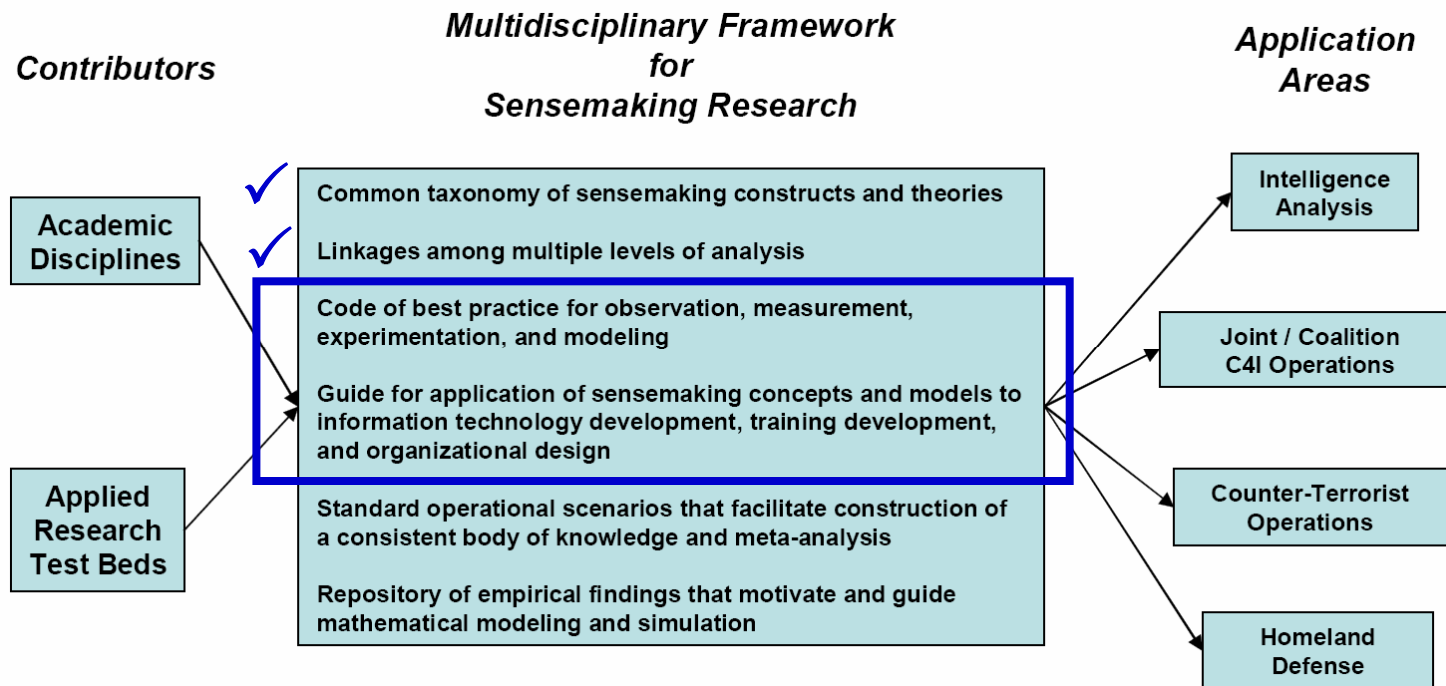 Contributors
Multidisciplinary Framework
for
Sensemaking Research
Application
Areas
Academic
Disciplines
Applied
Research
Test Beds
Common taxonomy of sensemaking constructs and theories
Linkages among multiple levels of analysis
Code of best practice for observation, measurement,
experimentation, and modeling
Guide for application of sensemaking concepts and models to
information technology development, training development,
and organizational design
Standard operational scenarios that facilitate construction of
a consistent body of knowledge and meta-analysis
Repository of empirical findings that motivate and guide
mathematical modeling and simulation
Intelligence
Analysis
Joint / Coalition
C4I Operations
Counter-Terrorist
Operations
Homeland
Defense